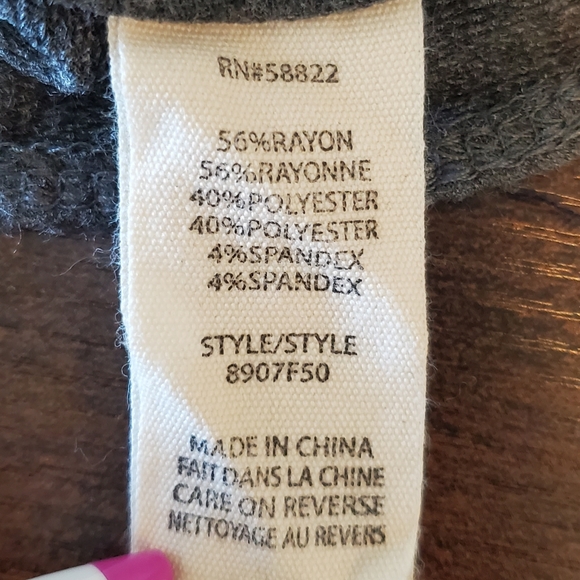 RN#58822
56%RAYON
56%RAYONNE
40%POLYESTER
40%POLYESTER
4%SPANDEX
4%SPANDEX
STYLE/STYLE
8907F50
MADE IN CHINA
FAIT DANS LA CHINE
CARE ON REVERSE
NETTOYAGE AU REVERS